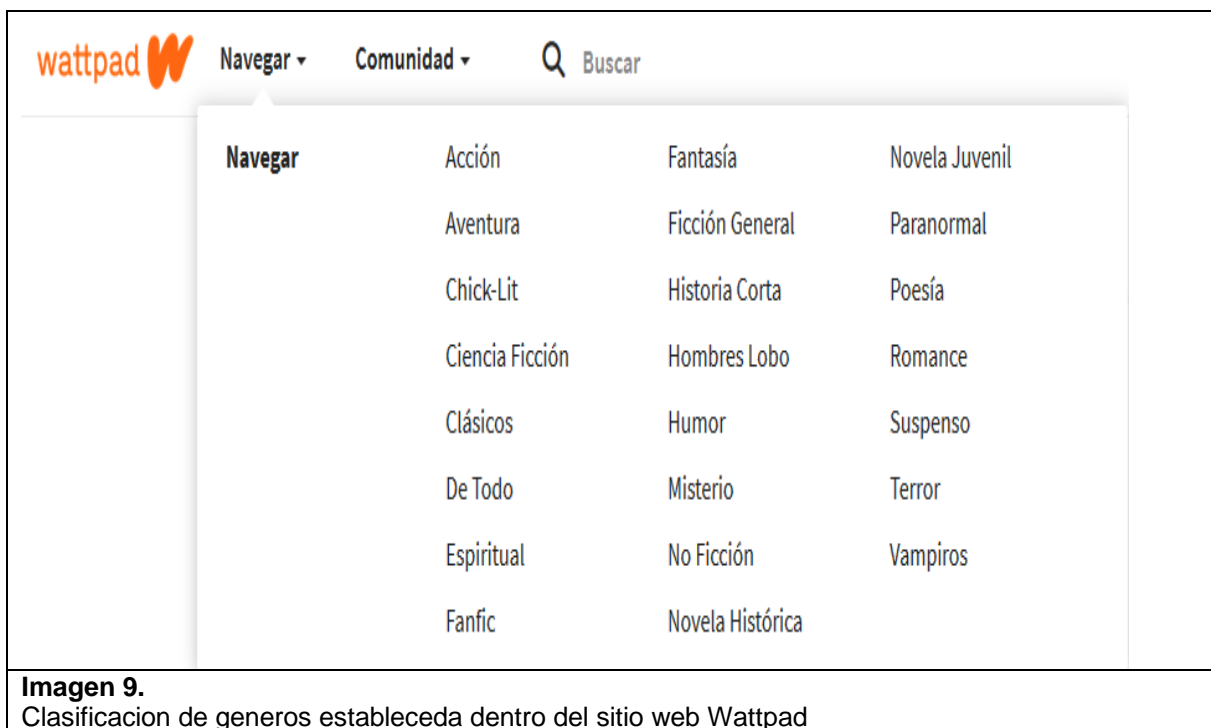 wattpad Navegar Comunidad Buscar
Navegar Acción Fantasía Novela Juvenil
Aventura Ficción General Paranormal
Chick-Lit Historia Corta Poesía
Ciencia Ficción Hombres Lobo Romance
Clásicos Humor Suspenso
De Todo Misterio Terror
Espiritual No Ficción Vampiros
Fanfic Novela Histórica
Imagen 9.
Clasificacion de generos estableceda dentro del sitio web Wattpad